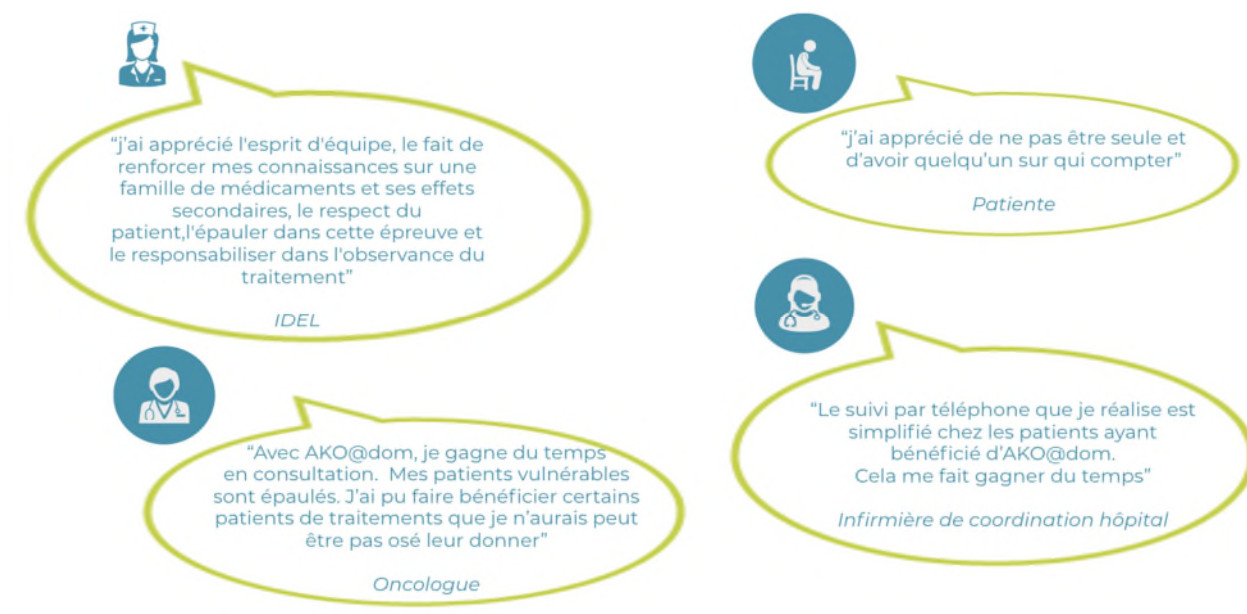 “j’ai apprécié l'esprit d'équipe, le fait de
renforcer mes connaissances sur une
famille de médicaments et ses effets
secondaires, le respect du
patient,l'épauler dans cette épreuve et
le responsabiliser dans l'observance du
traitement”
IDEL
“Avec AKO@dom, je gagne du temps
en consultation.  Mes patients vulnérables
sont épaulés. J’ai pu faire bénéficier certains
patients de traitements que je n’aurais peut
être pas osé leur donner”
Oncologue
“j’ai apprécié de ne pas être seule et
d’avoir quelqu’un sur qui compter”
Patiente
“Le suivi par téléphone que je réalise est
simplifié chez les patients ayant
bénéficié d’AKO@dom.
Cela me fait gagner du temps”
Infirmière de coordination hôpital